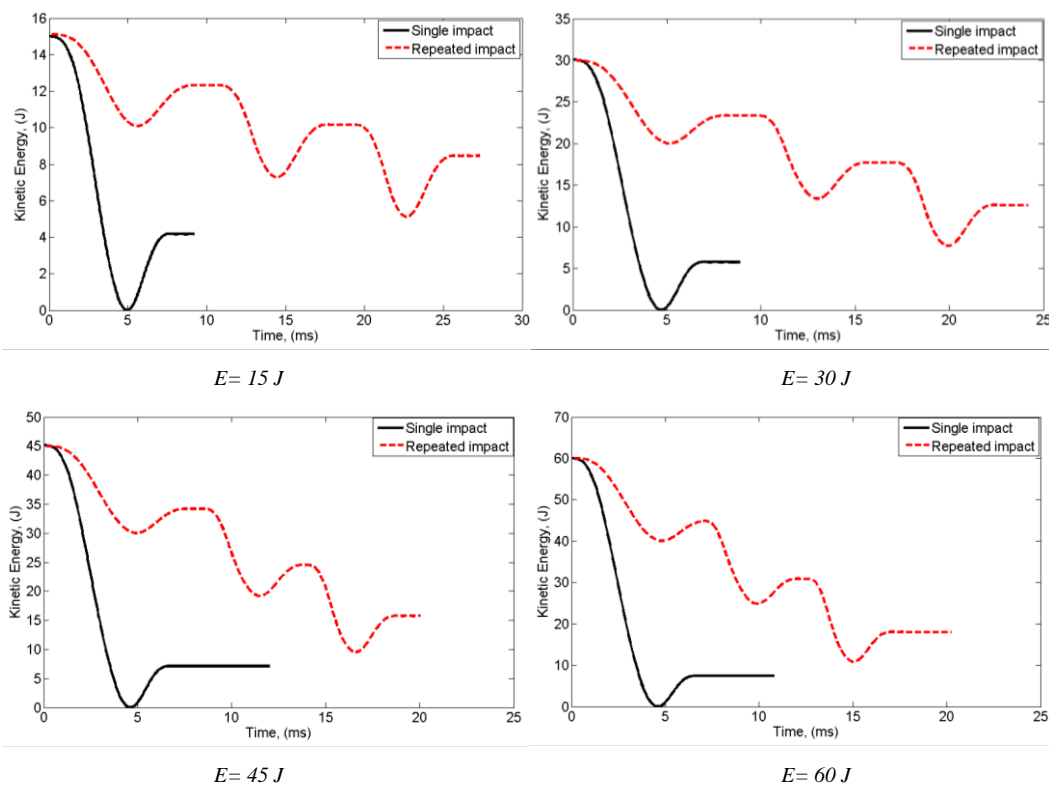 16
14
12
10
8
6
4
2
0
Kinetic Energy, (J)
Single impact
Repeated impact
0 5 10 15 20 25 30
Time, (ms)
E= 15 J
35
30
25
20
15
10
5
0
Kinetic Energy, (J)
Single impact
Repeated impact
0 5 10 15 20 25
Time, (ms)
E= 30 J
50
45
40
35
30
25
20
15
10
5
0
Kinetic Energy, (J)
Single impact
Repeated impact
0 5 10 15 20 25
Time, (ms)
E= 45 J
70
60
50
40
30
20
10
0
Kinetic Energy, (J)
Single impact
Repeated impact
0 5 10 15 20 25
Time, (ms)
E= 60 J